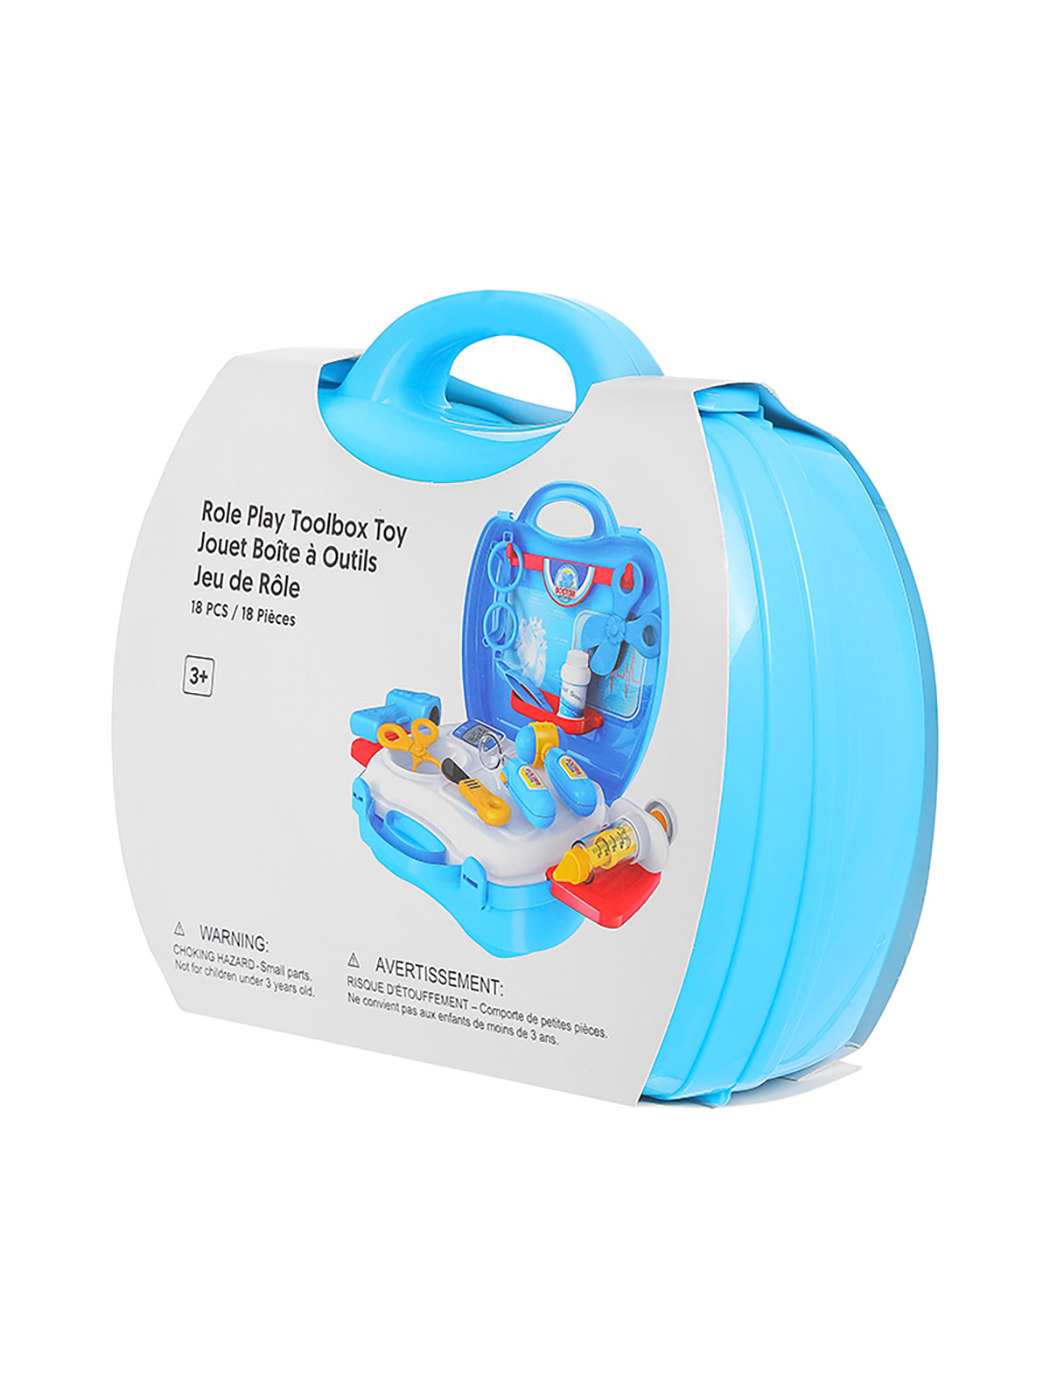 Role Play Toolbox Toy
Jouet Boîte à Outils
Jeu de Rôle
18 PCS / 18 Pièces
3+
DOCTOR
⚠ WARNING:
CHOKING HAZARD - Small parts.
Not for children under 3 years old.
⚠ AVERTISSEMENT:
RISQUE D'ÉTOUFFEMENT – Comporte de petites pièces.
Ne convient pas aux enfants de moins de 3 ans.